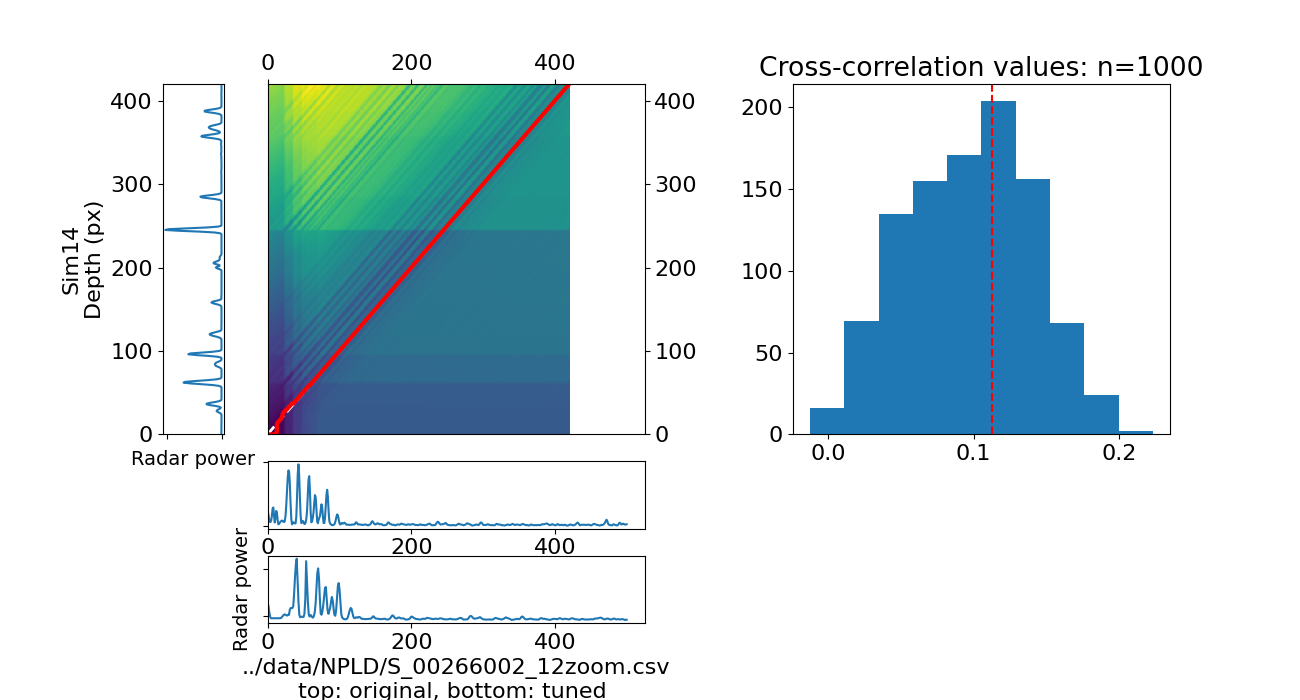 Cross-correlation values: n=1000
0 200 400
400 300 200 100 0
Sim14
Depth (px)
400 300 200 100 0
200 150 100 50 0
0.0 0.1 0.2
Radar power
0 200 400
Radar power
0 200 400
../data/NPLD/S_00266002_12zoom.csv
top: original, bottom: tuned